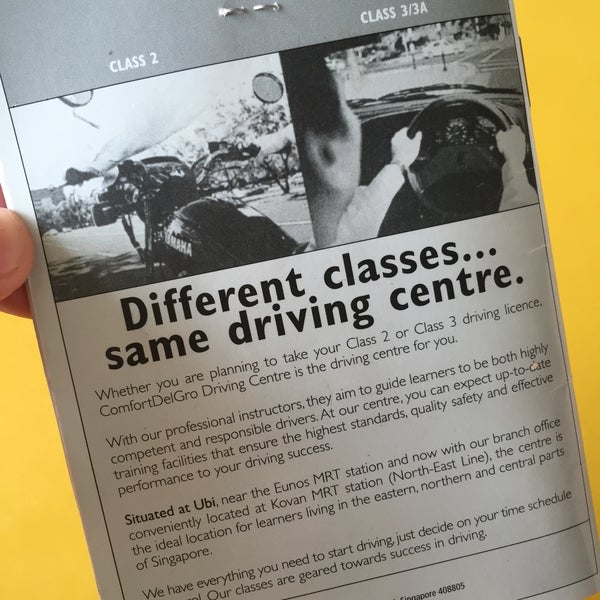 CLASS 2
CLASS 3/3A
YAMAHA
Different classes...
same driving centre.
Whether you are planning to take your Class 2 or Class 3 driving licence,
ComfortDelGro Driving Centre is the driving centre for you.
With our professional instructors, they aim to guide learners to be both highly
competent and responsible drivers. At our centre, you can expect up-to-date
training facilities that ensure the highest standards, quality safety and effective
performance to your driving success.
Situated at Ubi, near the Eunos MRT station and now with our branch office
conveniently located at Kovan MRT station (North-East Line), the centre is
the ideal location for learners living in the eastern, northern and central parts
of Singapore.
We have everything you need to start driving, just decide on your time schedule
Our classes are geared towards success in driving.
Singapore 408805